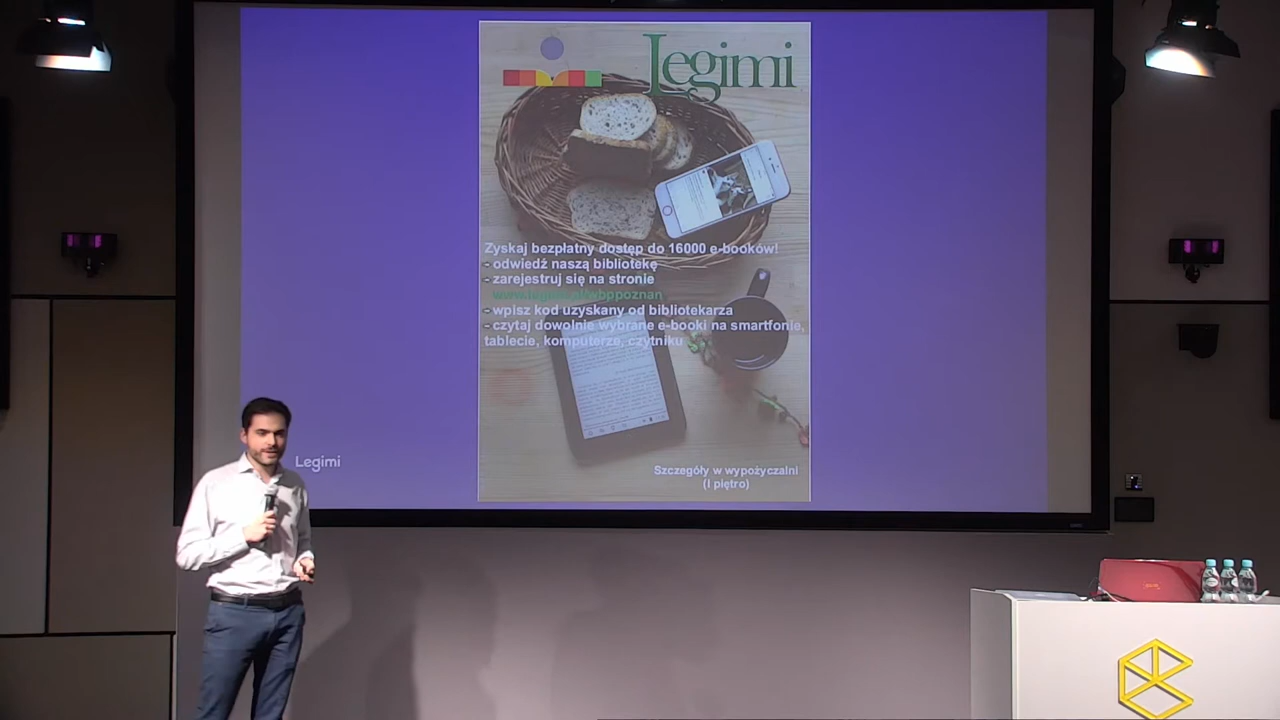 Legimi
Zyskaj bezpłatny dostęp do 16000 e-booków!
- odwiedź naszą bibliotekę
- zarejestruj się na stronie
- wpisz kod uzyskany od bibliotekarza
- czytaj dowolnie wybrane e-booki na smartfonie,
tablecie, komputerze, czytniku
Legimi
Szczegóły w wypożyczalni
(I piętro)